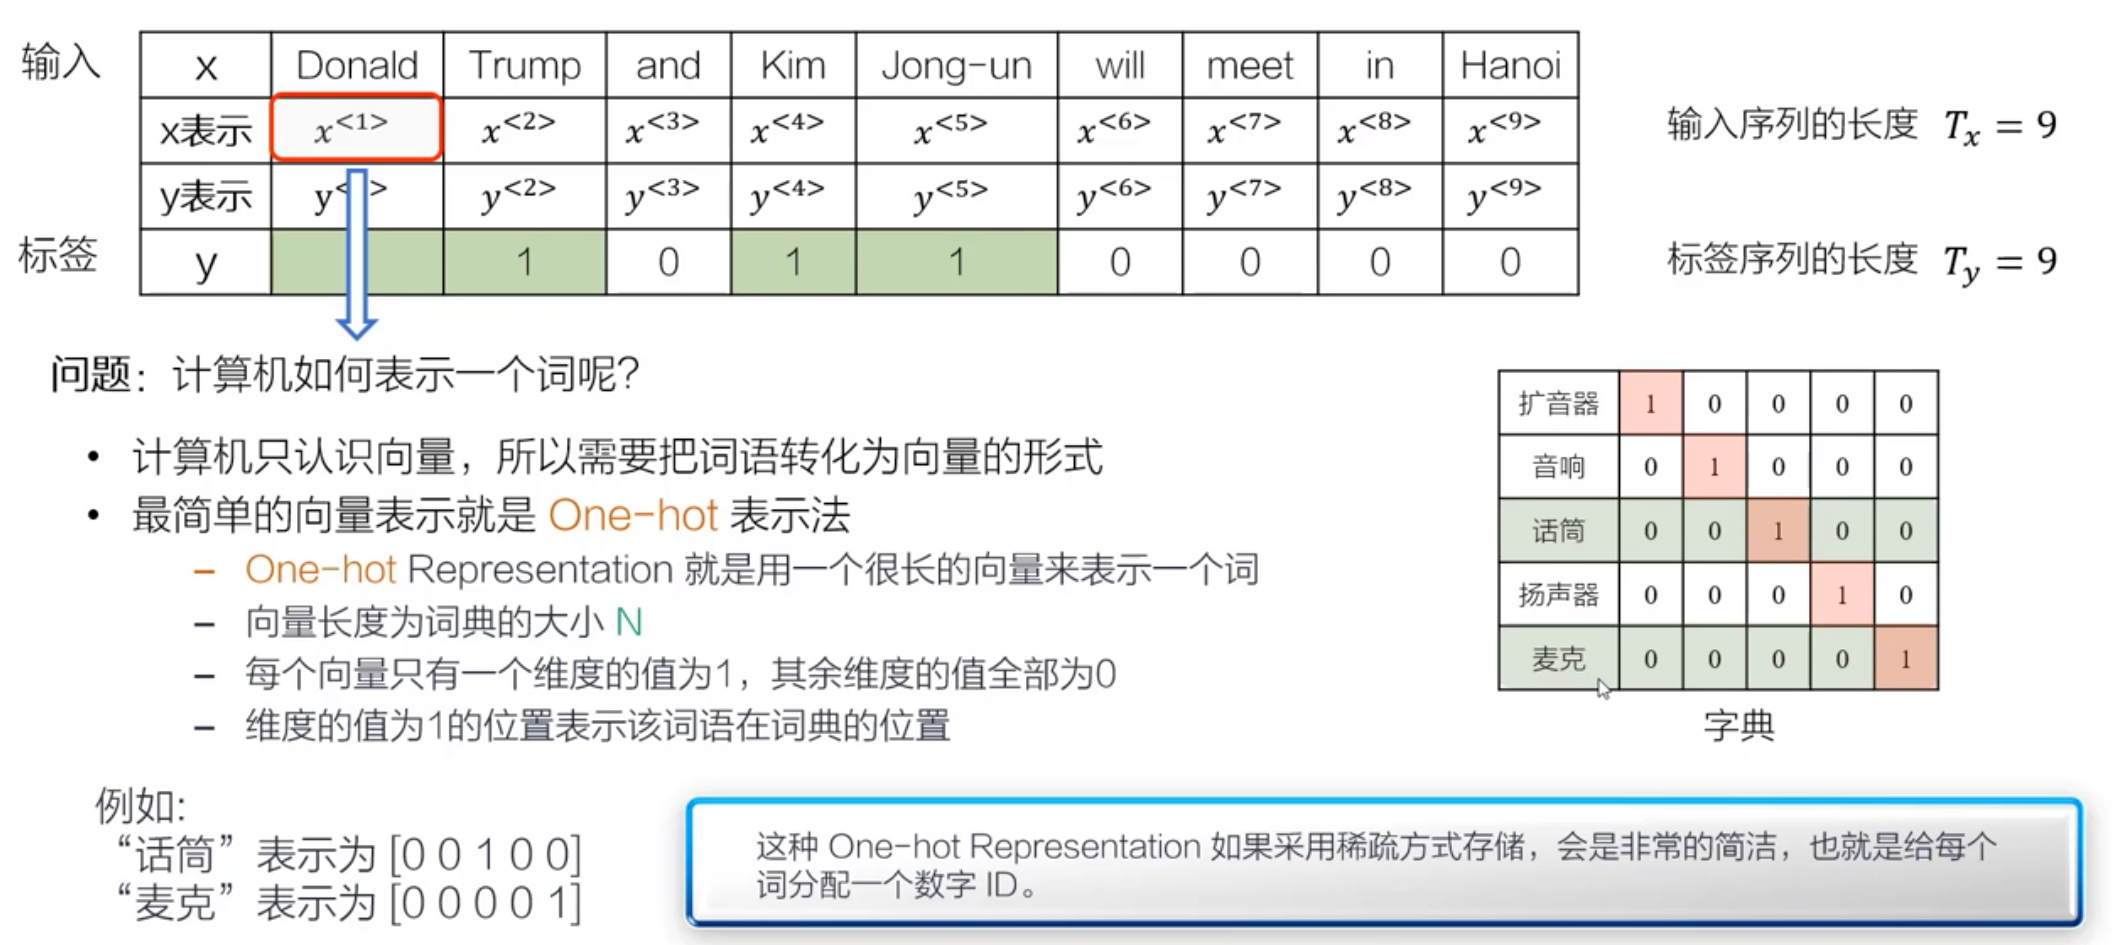 输入 x Donald Trump and Kim Jong-un will meet in Hanoi
x表示 x<1> x<2> x<3> x<4> x<5> x<6> x<7> x<8> x<9> 输入序列的长度 Tx = 9
y表示 y< > y<2> y<3> y<4> y<5> y<6> y<7> y<8> y<9>
标签 y 1 0 1 1 0 0 0 0 标签序列的长度 Ty = 9
问题：计算机如何表示一个词呢？
• 计算机只认识向量，所以需要把词语转化为向量的形式
• 最简单的向量表示就是 One-hot 表示法
– One-hot Representation 就是用一个很长的向量来表示一个词
– 向量长度为词典的大小 N
– 每个向量只有一个维度的值为1，其余维度的值全部为0
– 维度的值为1的位置表示该词语在词典的位置
扩音器 1 0 0 0 0
音响 0 1 0 0 0
话筒 0 0 1 0 0
扬声器 0 0 0 1 0
麦克 0 0 0 0 1
字典
例如:
“话筒”表示为 [0 0 1 0 0]
“麦克”表示为 [0 0 0 0 1]
这种 One-hot Representation 如果采用稀疏方式存储，会是非常的简洁，也就是给每个
词分配一个数字 ID。